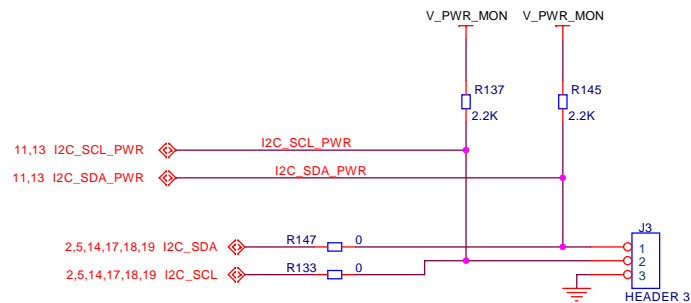 V_PWR_MON V_PWR_MON
R137 R145
2.2K 2.2K
11,13 I2C_SCL_PWR I2C_SCL_PWR
11,13 I2C_SDA_PWR I2C_SDA_PWR
J3
2,5,14,17,18,19 I2C_SDA R147 0 1
2
2,5,14,17,18,19 I2C_SCL R133 0 3
HEADER 3